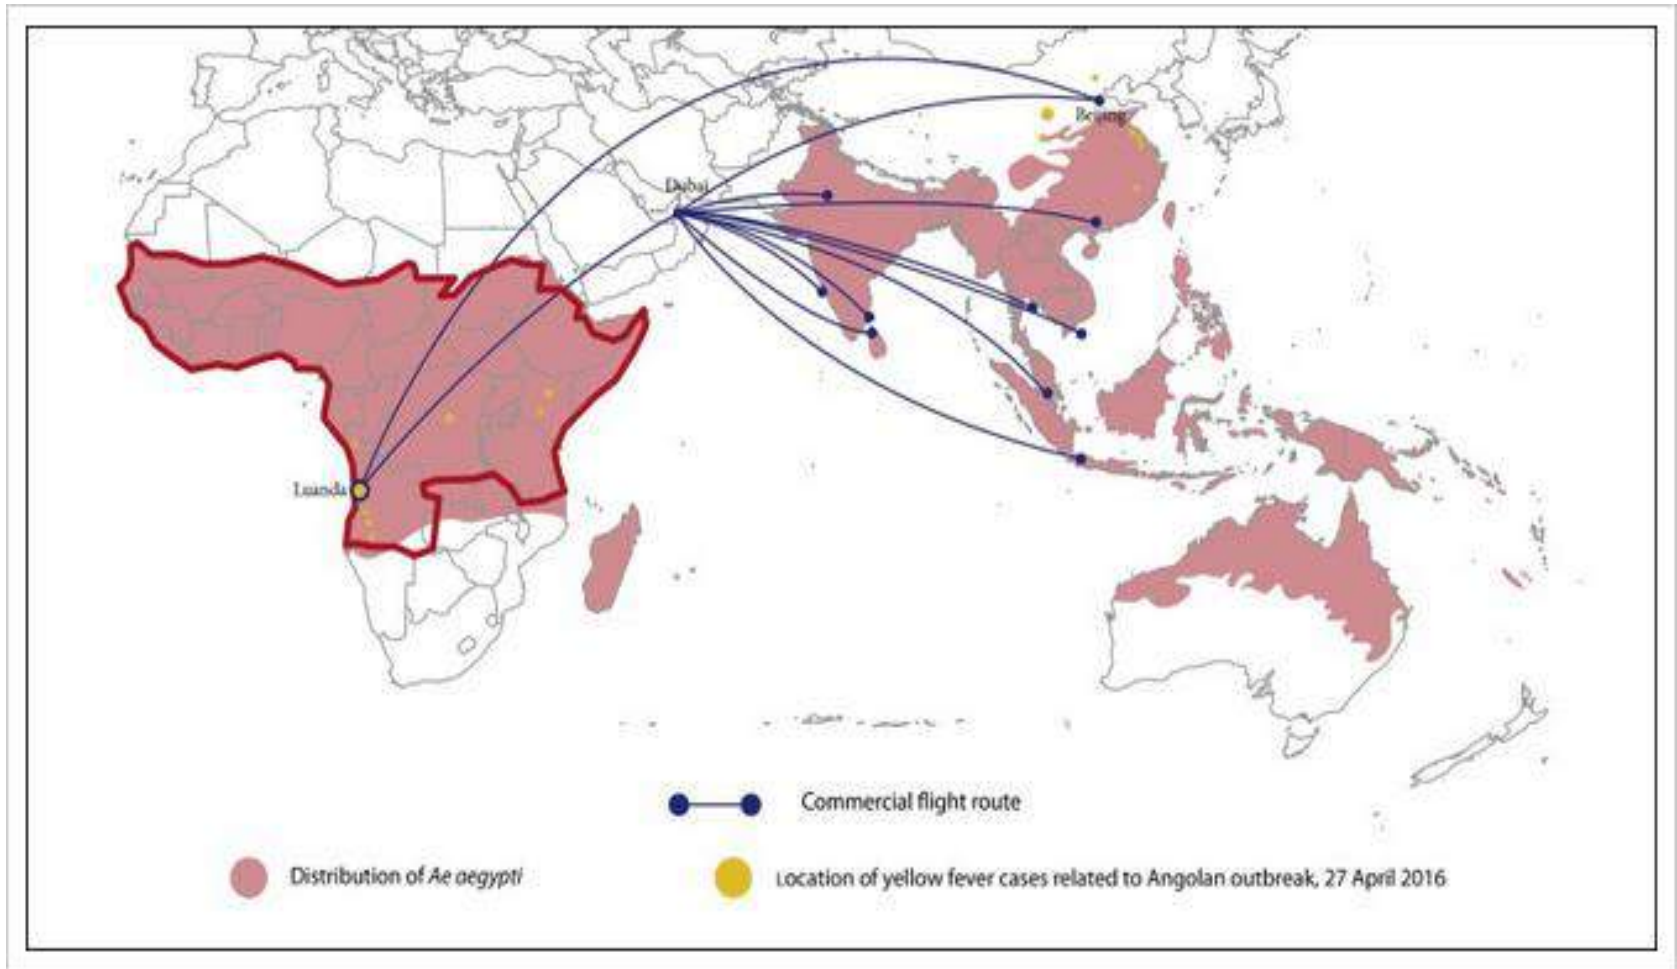 Beijing
Dubai
Luanda
Commercial flight route
Distribution of Ae aegypti
Location of yellow fever cases related to Angolan outbreak, 27 April 2016